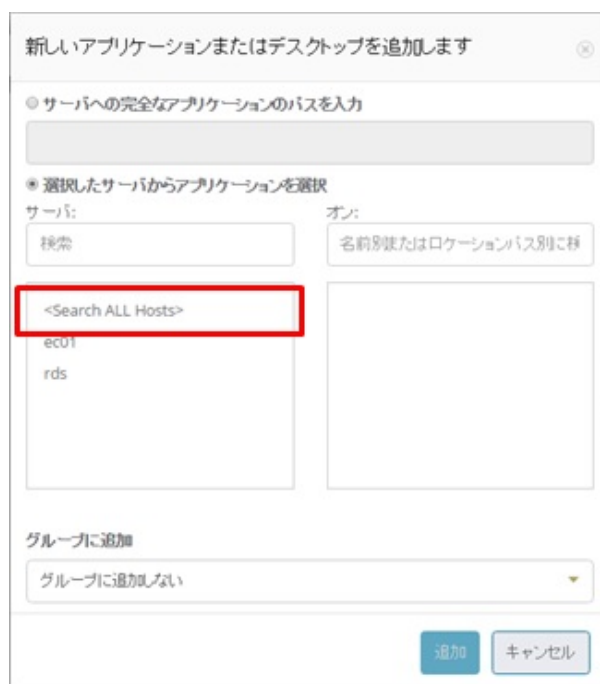 新しいアプリケーションまたはデスクトップを追加します
サーバへの完全なアプリケーションのパスを入力
選択したサーバからアプリケーションを選択
サーバ:
オン:
検索
名前別またはロケーションパス別に検
<Search ALL Hosts>
ec01
rds
グループに追加
グループに追加しない
追加
キャンセル